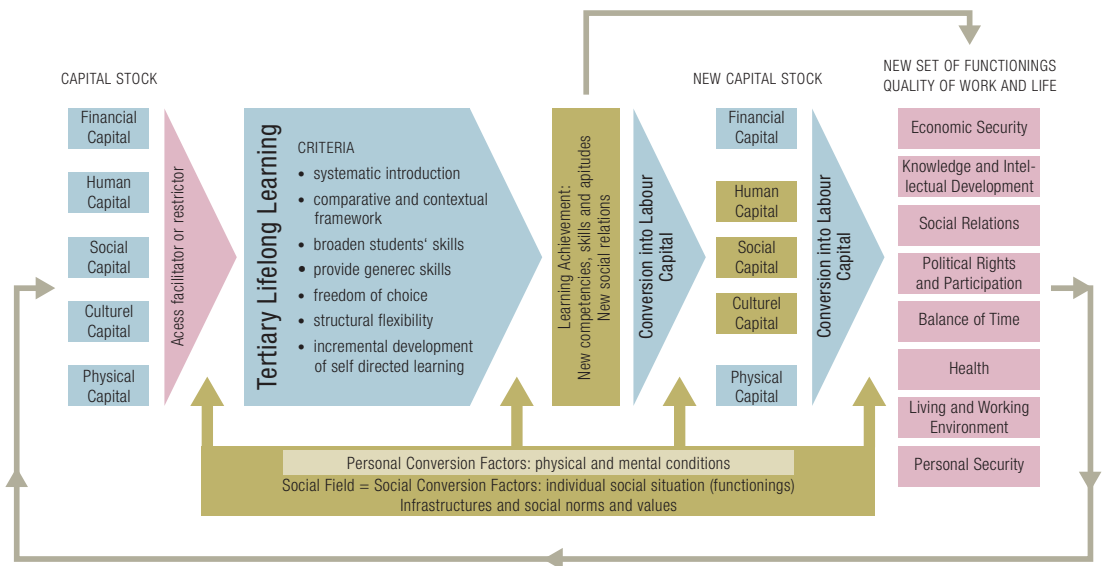 CAPITAL STOCK
Financial
Capital
Human
Capital
Social
Capital
Culturel
Capital
Physical
Capital
Acess facilitator or restrictor
Tertiary Lifelong Learning
CRITERIA
• systematic introduction
• comparative and contextual
framework
• broaden students‘ skills
• provide generec skills
• freedom of choice
• structural flexibility
• incremental development
of self directed learning
Learning Achievement:
New competencies, skills and apitudes
New social relations
Conversion into Labour
Capital
NEW CAPITAL STOCK
Financial
Capital
Human
Capital
Social
Capital
Culturel
Capital
Physical
Capital
Conversion into Labour
Capital
NEW SET OF FUNCTIONINGS
QUALITY OF WORK AND LIFE
Economic Security
Knowledge and Intel-
lectual Development
Social Relations
Political Rights
and Participation
Balance of Time
Health
Living and Working
Environment
Personal Security
Personal Conversion Factors: physical and mental conditions
Social Field = Social Conversion Factors: individual social situation (functionings)
Infrastructures and social norms and values